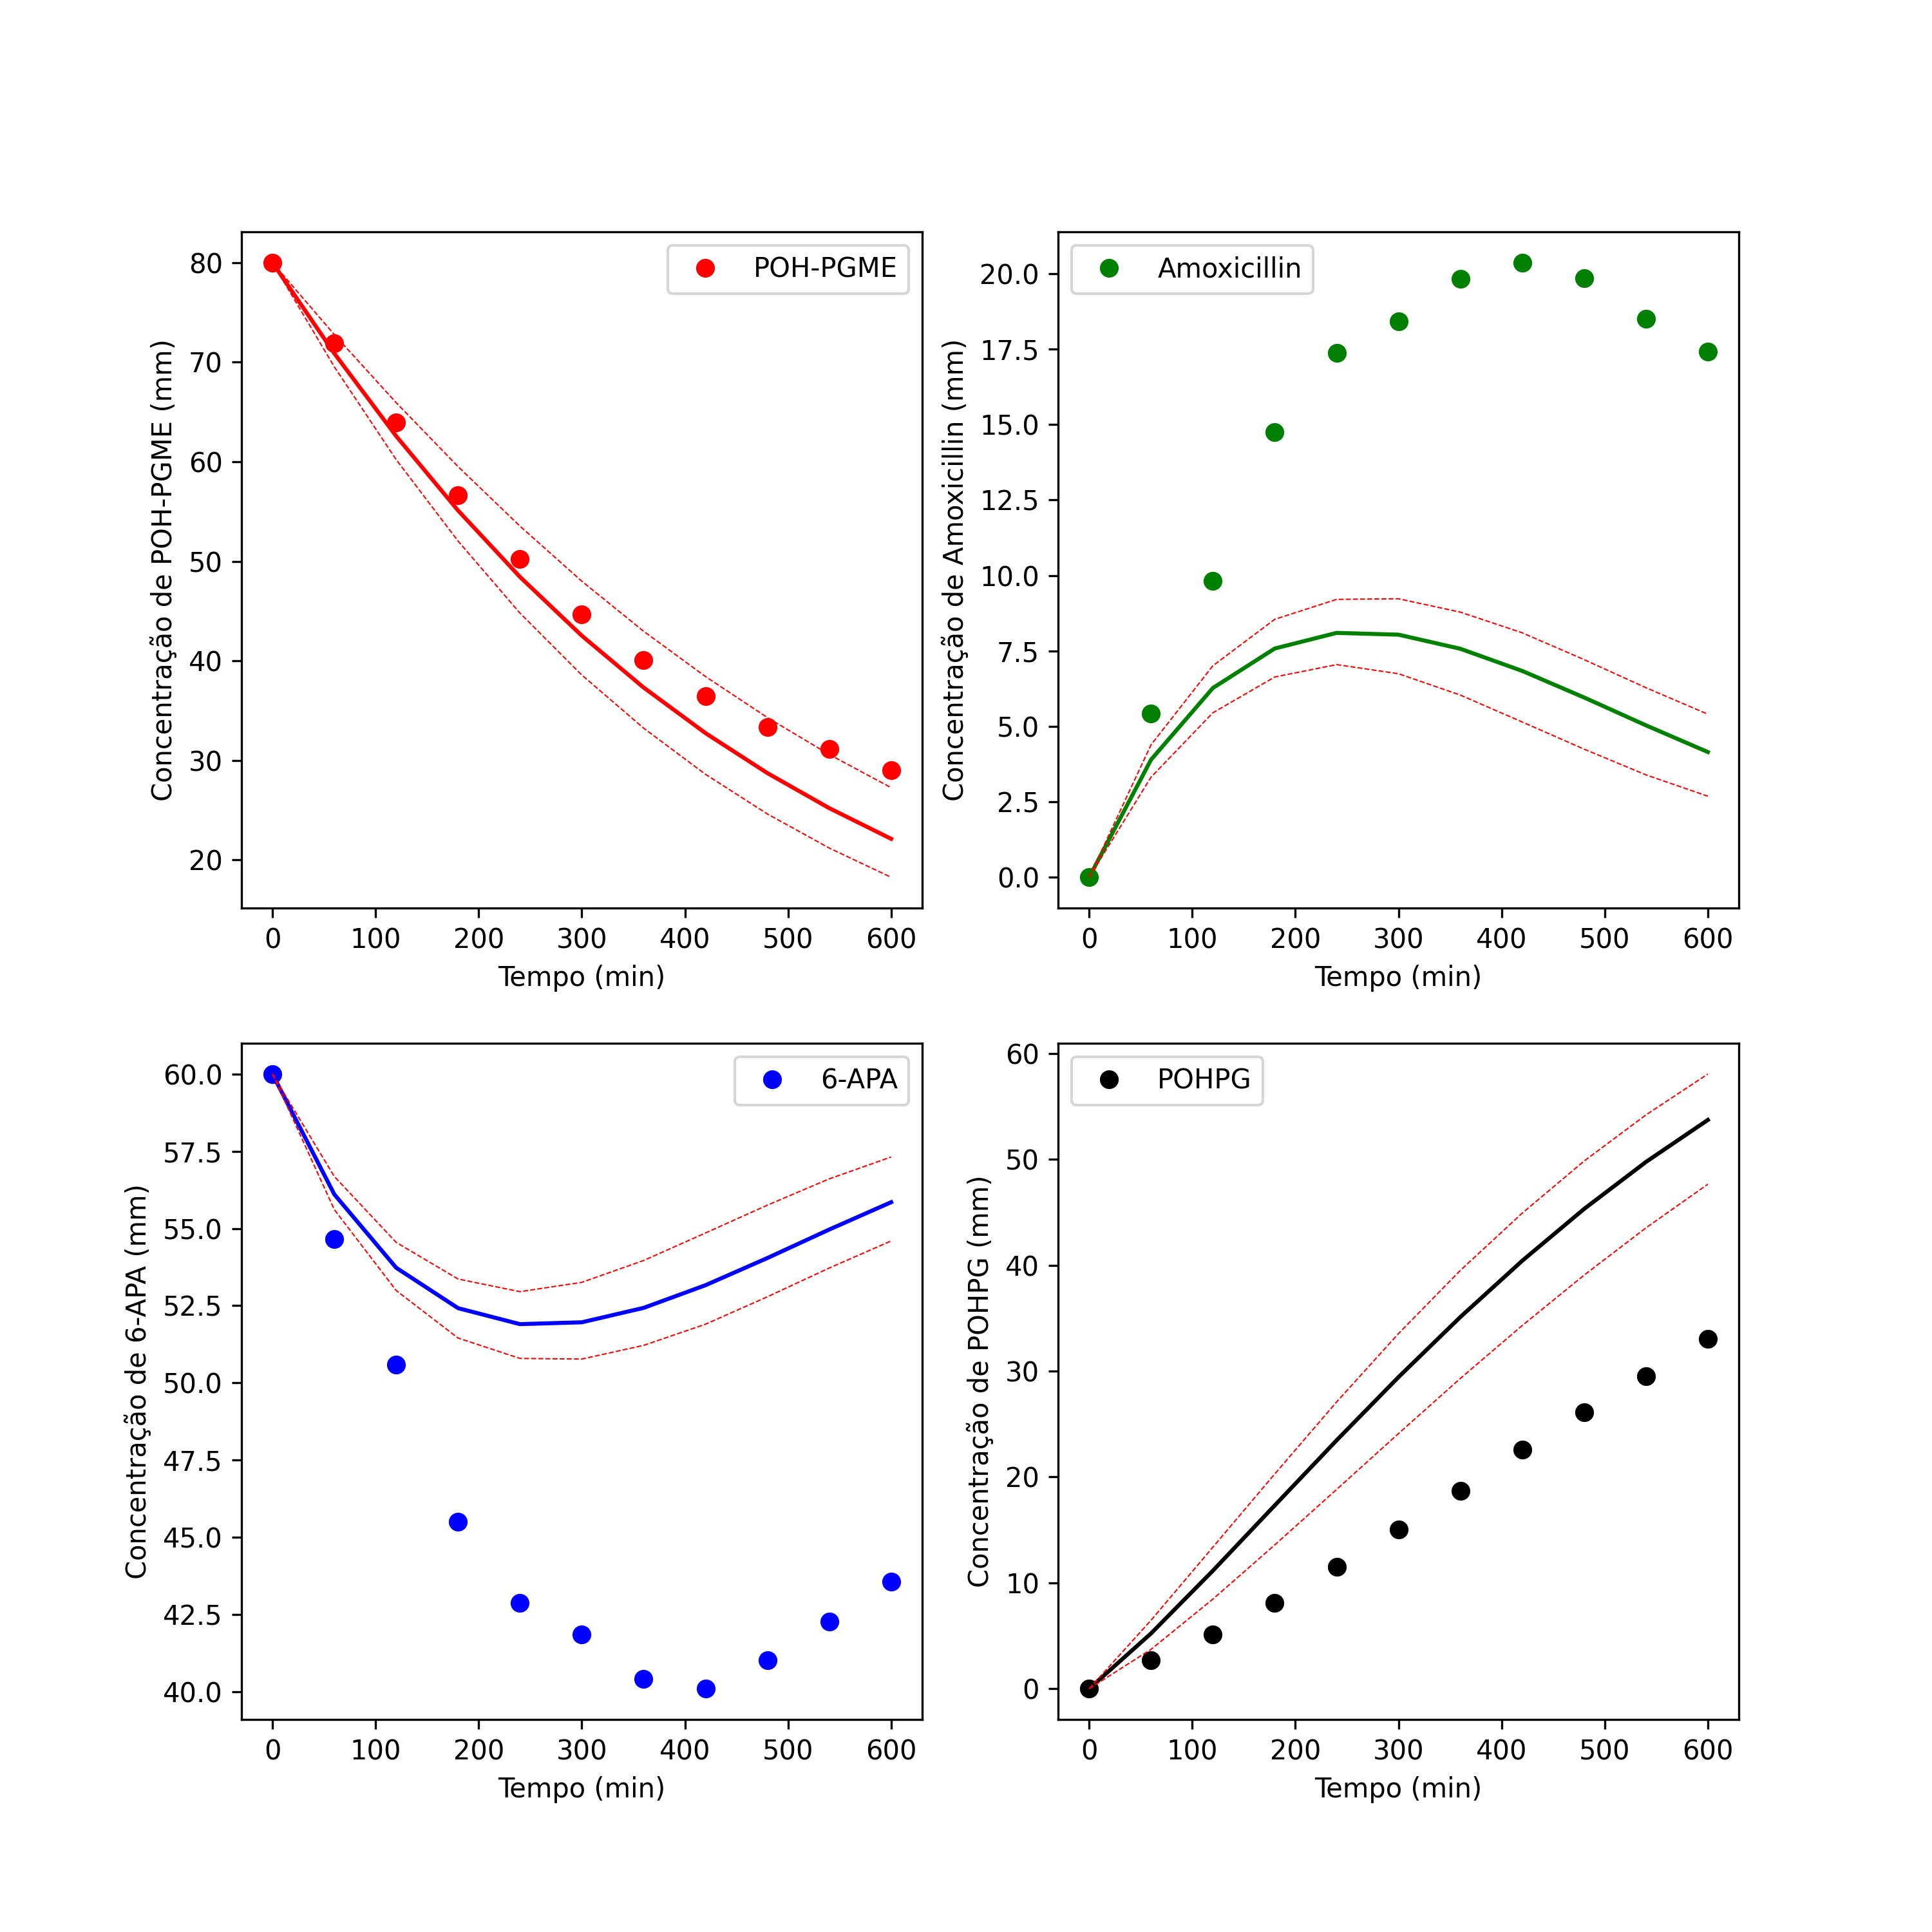 POH-PGME
Concentração de POH-PGME (mm)
80
70
60
50
40
30
20
0 100 200 300 400 500 600
Tempo (min)
Amoxicillin
Concentração de Amoxicillin (mm)
20.0
17.5
15.0
12.5
10.0
7.5
5.0
2.5
0.0
0 100 200 300 400 500 600
Tempo (min)
6-APA
Concentração de 6-APA (mm)
60.0
57.5
55.0
52.5
50.0
47.5
45.0
42.5
40.0
0 100 200 300 400 500 600
Tempo (min)
POHPG
Concentração de POHPG (mm)
60
50
40
30
20
10
0
0 100 200 300 400 500 600
Tempo (min)